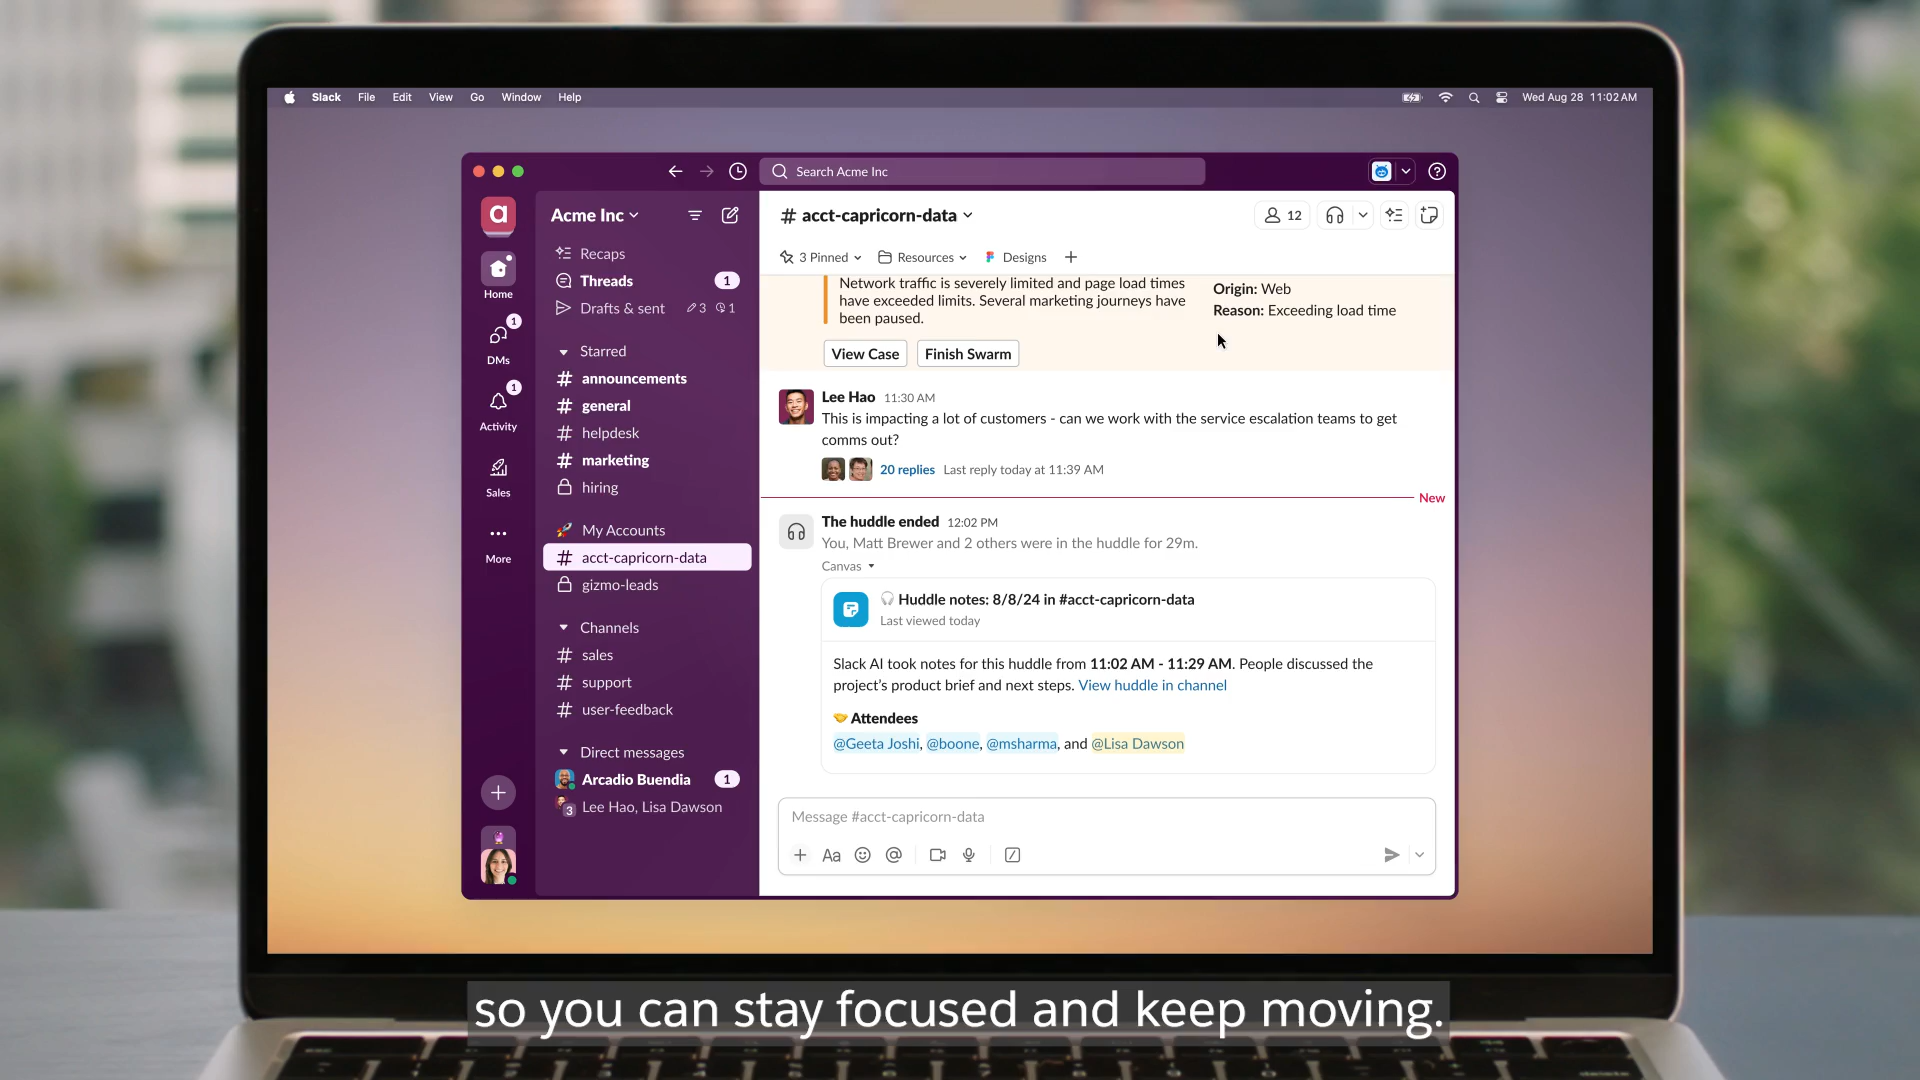 Slack File Edit View Go Window Help
Wed Aug 28 11:02 AM
Search Acme Inc
a
Home
DMs
1
Activity
1
Sales
More
Acme Inc
Recaps
Threads 1
Drafts & sent 3 1
Starred
# announcements
# general
# helpdesk
# marketing
hiring
My Accounts
# acct-capricorn-data
gizmo-leads
Channels
# sales
# support
# user-feedback
Direct messages
Arcadio Buendia 1
3 Lee Hao, Lisa Dawson
# acct-capricorn-data
12
3 Pinned Resources Designs
Network traffic is severely limited and page load times
have exceeded limits. Several marketing journeys have
been paused.
Origin: Web
Reason: Exceeding load time
View Case Finish Swarm
Lee Hao 11:30 AM
This is impacting a lot of customers - can we work with the service escalation teams to get
comms out?
20 replies Last reply today at 11:39 AM
New
The huddle ended 12:02 PM
You, Matt Brewer and 2 others were in the huddle for 29m.
Canvas
Huddle notes: 8/8/24 in #acct-capricorn-data
Last viewed today
Slack AI took notes for this huddle from 11:02 AM - 11:29 AM. People discussed the
project's product brief and next steps. View huddle in channel
Attendees
@Geeta Joshi, @boone, @msharma, and @Lisa Dawson
Message #acct-capricorn-data
Aa
so you can stay focused and keep moving.